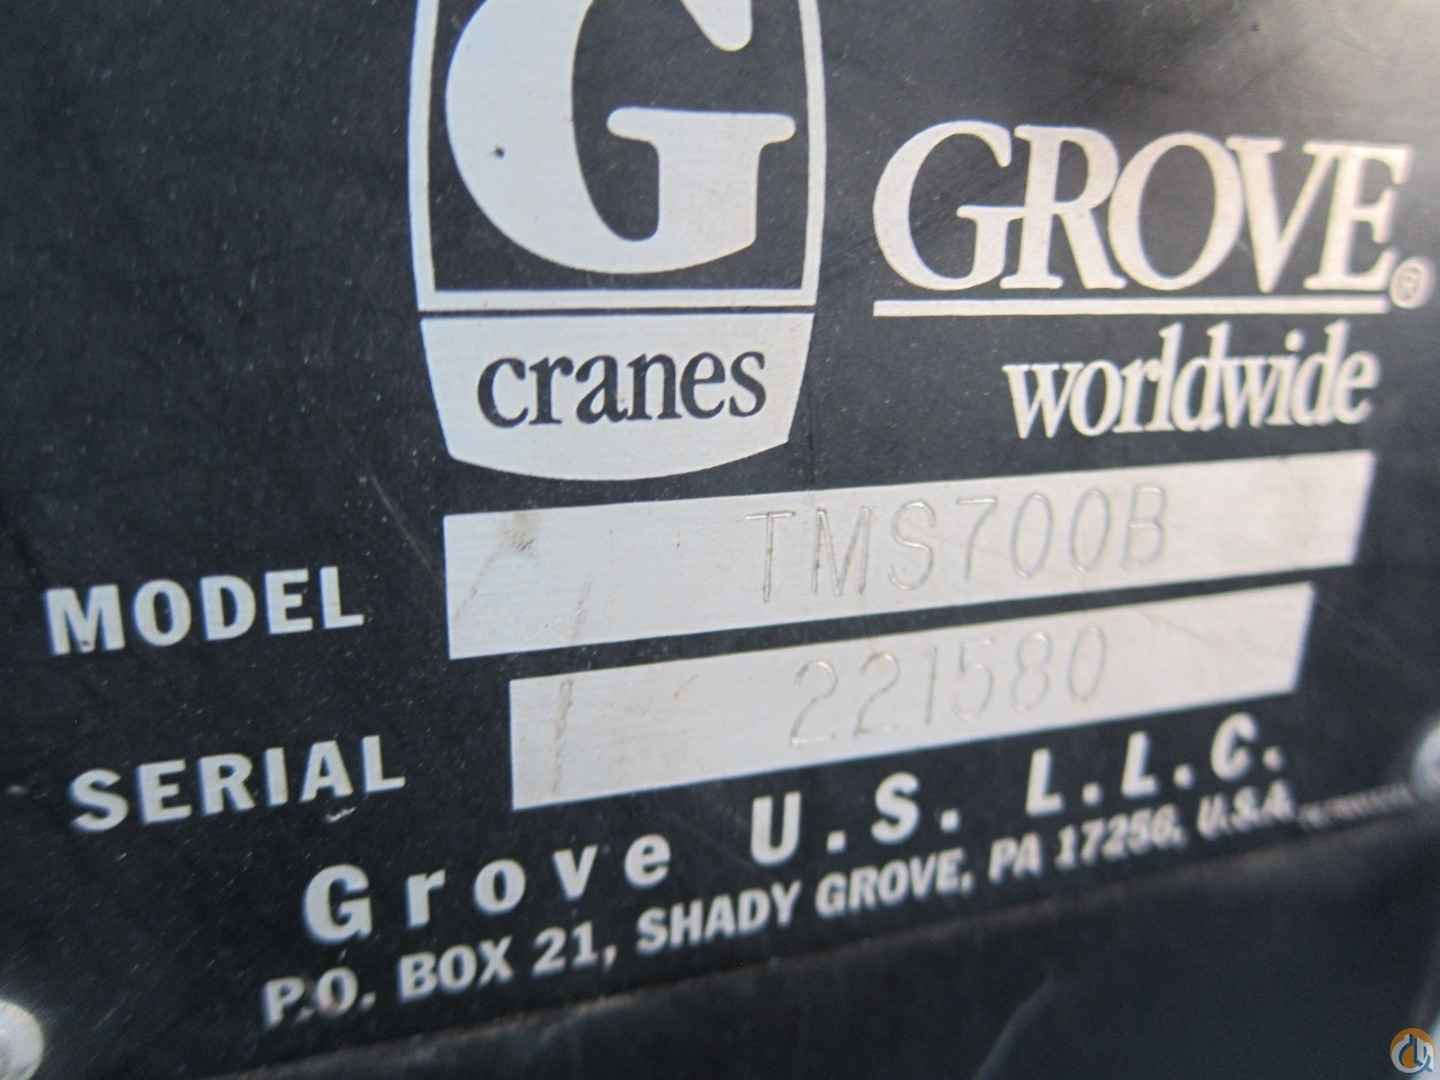 G
cranes
GROVE®
worldwide
MODEL TMS700B
SERIAL 221580
Grove U.S. L.L.C.
P.O. BOX 21, SHADY GROVE, PA 17256, U.S.A.